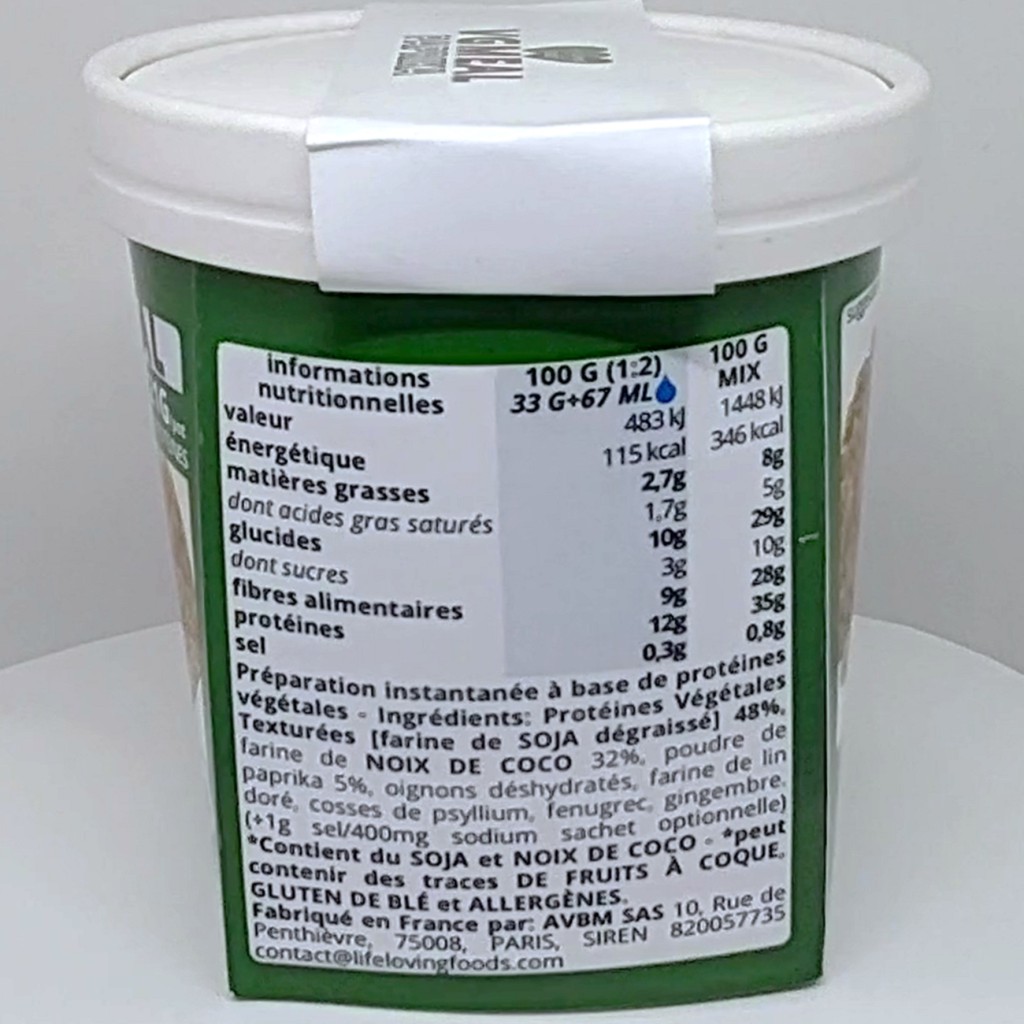 VGMEAL
informations nutritionnelles 100 G (1:2) 33 G+67 ML 100 G MIX
valeur énergétique 483 kJ 1448 kJ
115 kcal 346 kcal
matières grasses 2,7g 8g
dont acides gras saturés 1,7g 5g
glucides 10g 29g
dont sucres 3g 10g
fibres alimentaires 9g 28g
protéines 12g 35g
sel 0,3g 0,8g
Préparation instantanée à base de protéines
végétales - Ingrédients: Protéines Végétales
Texturées [farine de SOJA dégraissé] 48%,
farine de NOIX DE COCO 32%, poudre de
paprika 5%, oignons déshydratés, farine de lin
doré, cosses de psyllium, fenugrec, gingembre.
(+1g sel/400mg sodium sachet optionnelle)
*Contient du SOJA et NOIX DE COCO - *peut
contenir des traces DE FRUITS À COQUE,
GLUTEN DE BLÉ et ALLERGÈNES.
Fabriqué en France par: AVBM SAS 10, Rue de
Penthièvre, 75008, PARIS, SIREN 820057735
contact@lifelovingfoods.com